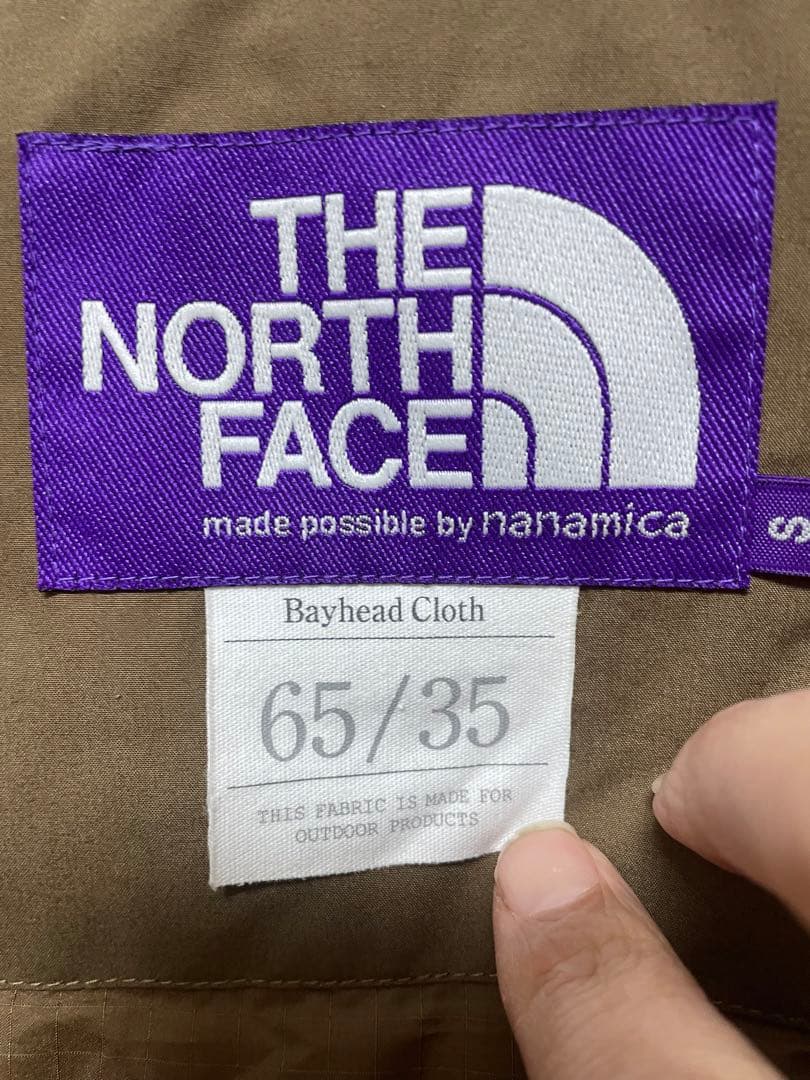 THE
NORTH
FACE
made possible by nanamica
S
Bayhead Cloth
65/35
THIS FABRIC IS MADE FOR
OUTDOOR PRODUCTS